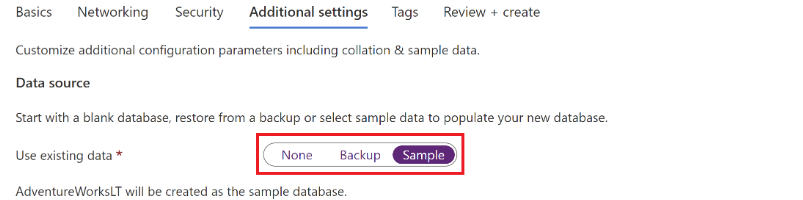 Basics Networking Security Additional settings Tags Review + create
Customize additional configuration parameters including collation & sample data.
Data source
Start with a blank database, restore from a backup or select sample data to populate your new database.
Use existing data * None Backup Sample
AdventureWorksLT will be created as the sample database.